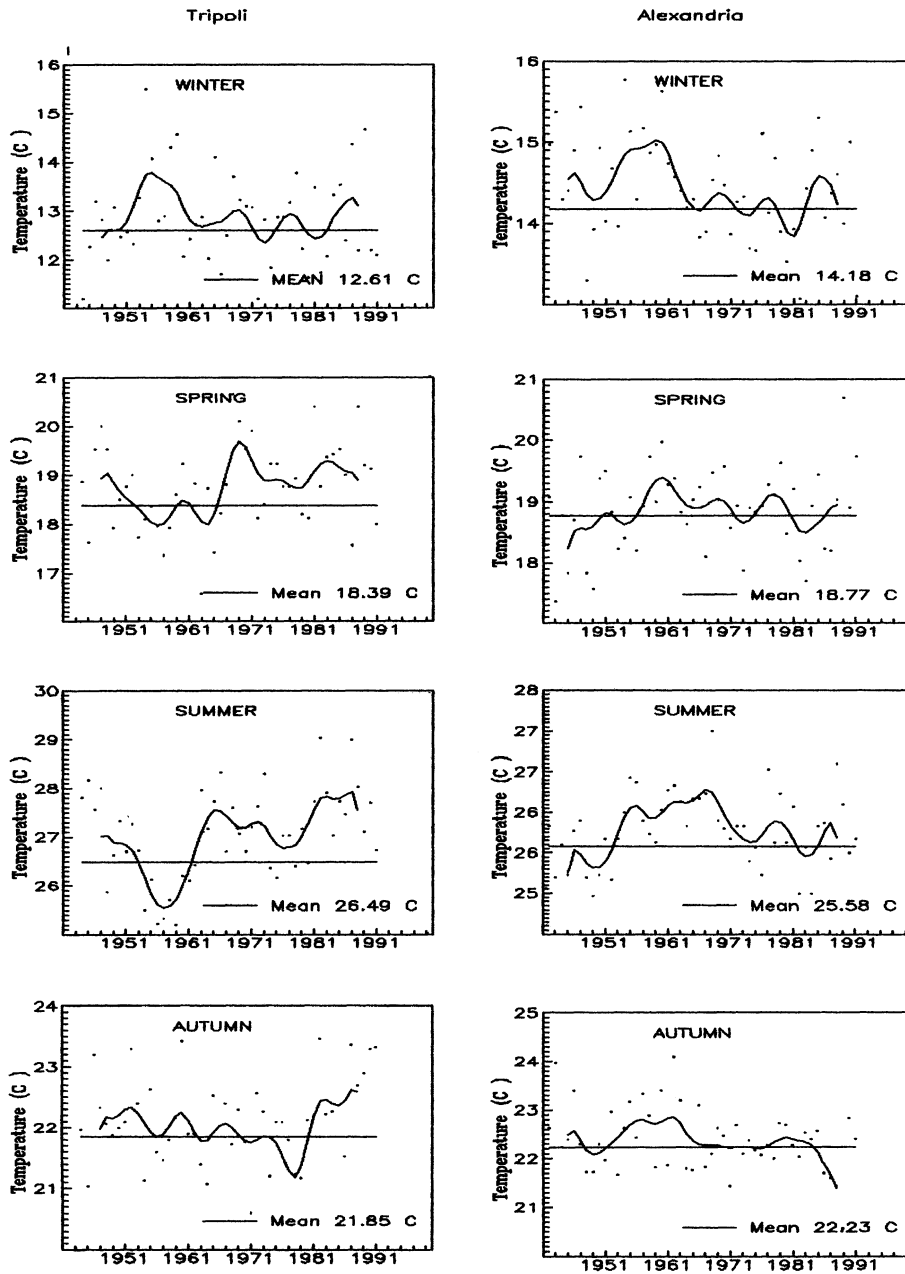 Tripoli
Alexandria
16
15
14
13
12
Temperature (C )
WINTER
MEAN 12.61 C
1951 1961 1971 1981 1991
16
15
14
Temperature (C )
WINTER
Mean 14.18 C
1951 1961 1971 1981 1991
21
20
19
18
17
Temperature (C )
SPRING
Mean 18.39 C
1951 1961 1971 1981 1991
21
20
19
18
Temperature (C )
SPRING
Mean 18.77 C
1951 1961 1971 1981 1991
30
29
28
27
26
Temperature (C )
SUMMER
Mean 26.49 C
1951 1961 1971 1981 1991
28
27
26
26
25
Temperature (C )
SUMMER
Mean 25.58 C
1951 1961 1971 1981 1991
24
23
22
21
Temperature (C )
AUTUMN
Mean 21.85 C
1951 1961 1971 1981 1991
25
24
23
22
21
Temperature (C )
AUTUMN
Mean 22,23 C
1951 1961 1971 1981 1991